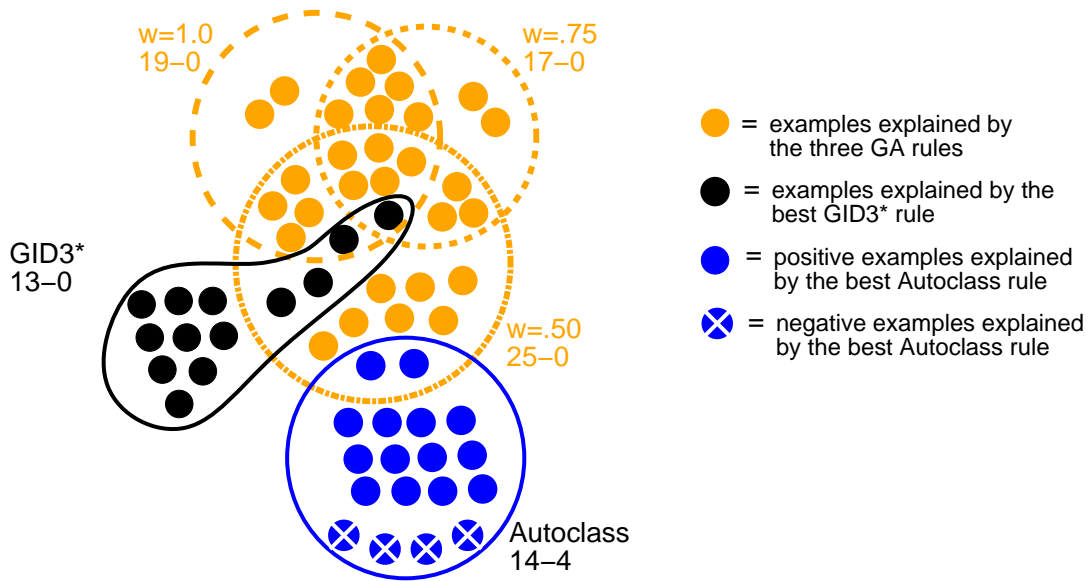 w=1.0
19−0
w=.75
17−0
= examples explained by
the three GA rules
= examples explained by the
best GID3* rule
GID3*
13−0
= positive examples explained
by the best Autoclass rule
w=.50
25−0
= negative examples explained
by the best Autoclass rule
Autoclass
14−4